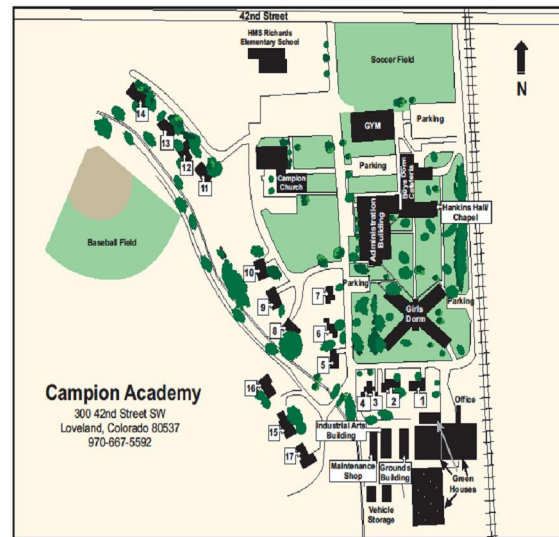 42nd Street
HMS Richards
Elementary School
Soccer Field
N
GYM
Parking
14
13
12
11
Campion
Church
Parking
Boys Dorm
Cafeteria
Hankins Hall/
Chapel
Administration
Building
Baseball Field
10
9
8
7
6
5
Parking
Parking
Girls
Dorm
Campion Academy
300 42nd Street SW
Loveland, Colorado 80537
970-667-5592
16
15
17
4
3
2
1
Office
Industrial Arts
Building
Maintenance
Shop
Grounds
Building
Green
Houses
Vehicle
Storage